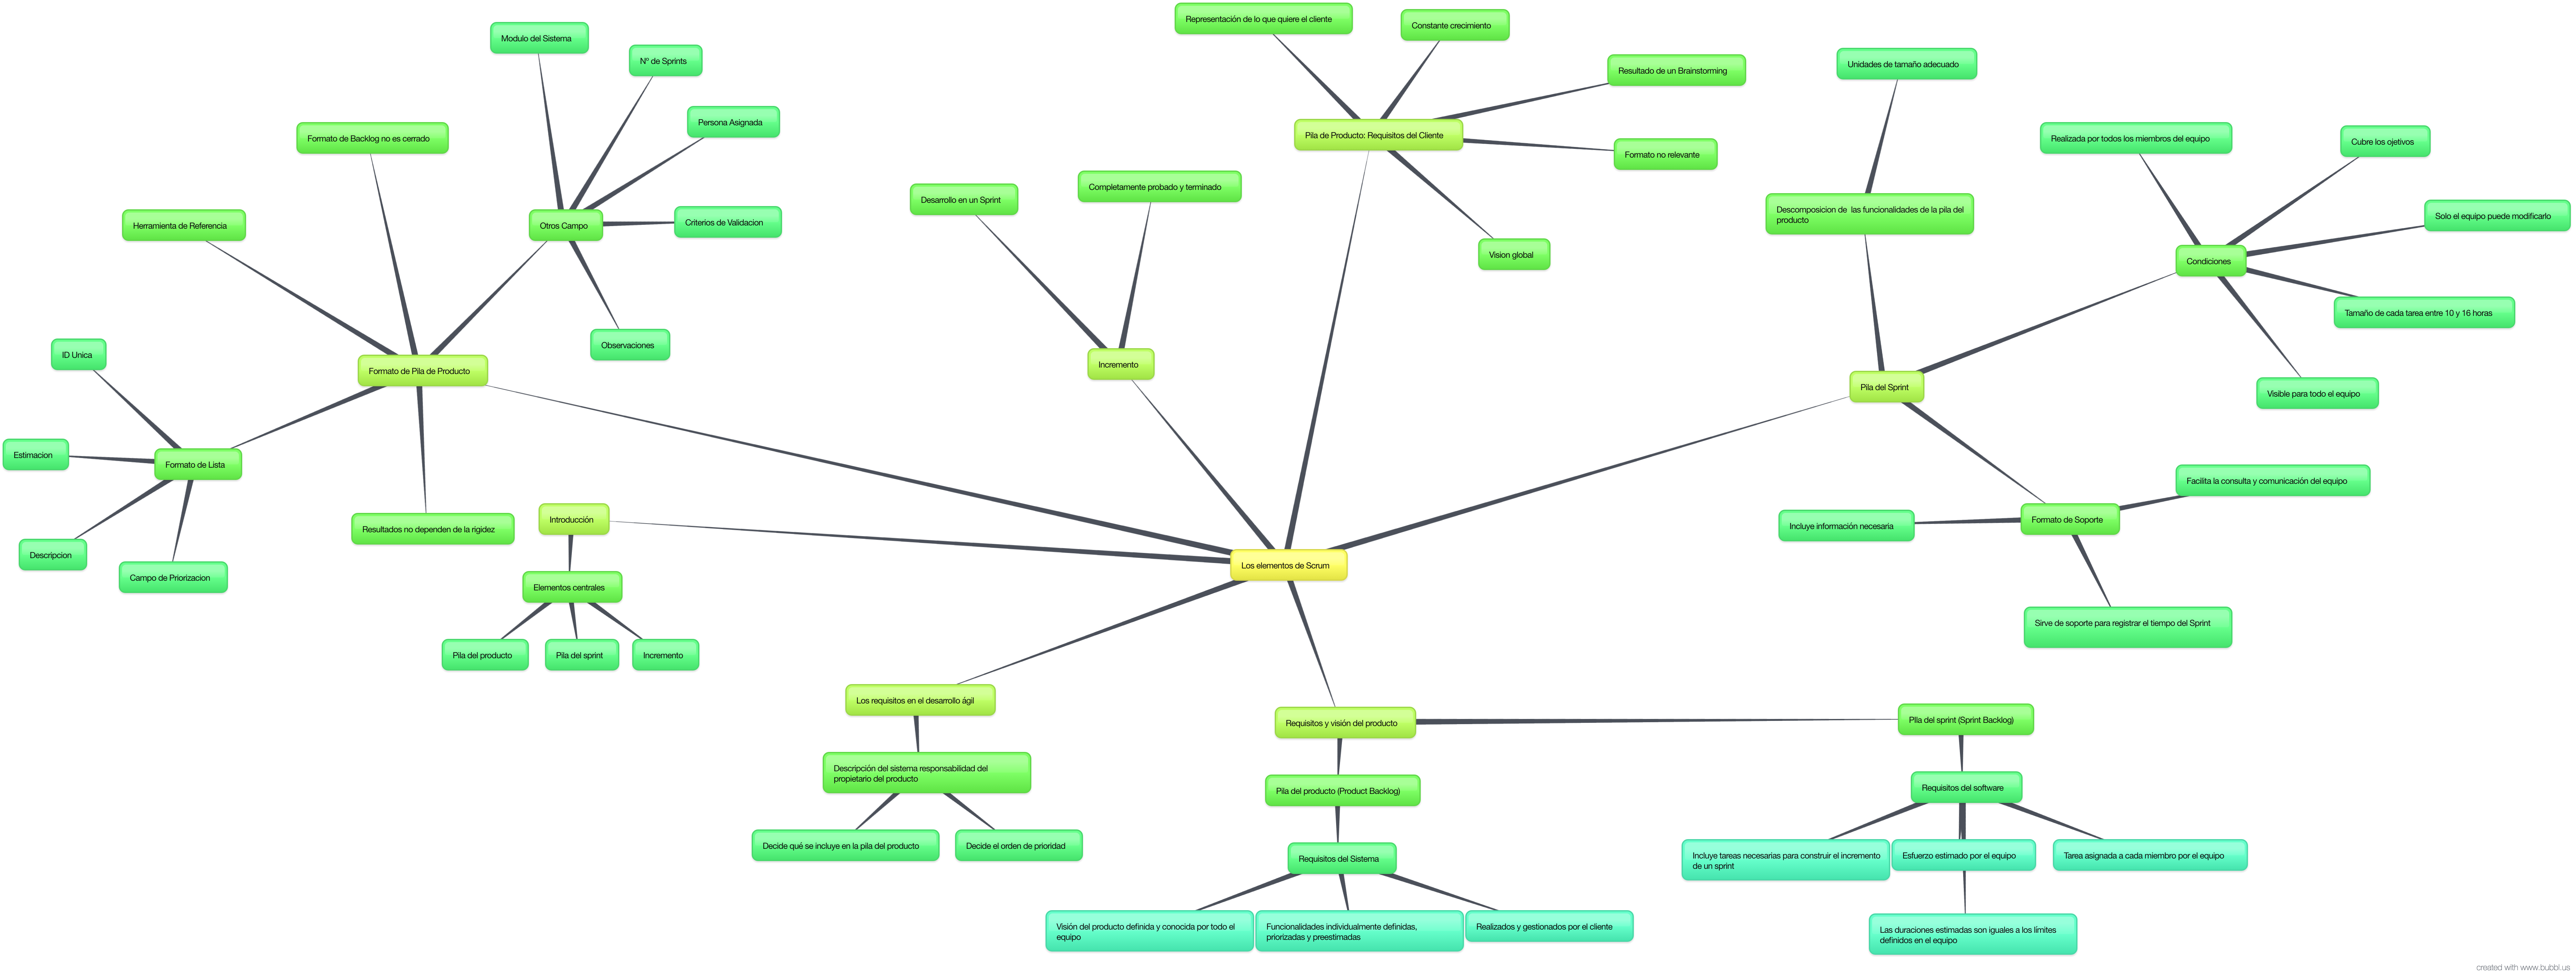 Representación de lo que quiere el cliente
Constante crecimiento
Modulo del Sistema
Nº de Sprints
Resultado de un Brainstorming
Unidades de tamaño adecuado
Persona Asignada
Formato de Backlog no es cerrado
Pila de Producto: Requisitos del Cliente
Realizada por todos los miembros del equipo
Cubre los ojetivos
Formato no relevante
Completamente probado y terminado
Desarrollo en un Sprint
Descomposicion de las funcionalidades de la pila del
producto
Solo el equipo puede modificarlo
Herramienta de Referencia
Otros Campo
Criterios de Validacion
Vision global
Condiciones
Tamaño de cada tarea entre 10 y 16 horas
Observaciones
ID Unica
Incremento
Formato de Pila de Producto
Pila del Sprint
Visible para todo el equipo
Estimacion
Formato de Lista
Facilita la consulta y comunicación del equipo
Introducción
Formato de Soporte
Incluye información necesaria
Resultados no dependen de la rigidez
Descripcion
Campo de Priorizacion
Los elementos de Scrum
Elementos centrales
Sirve de soporte para registrar el tiempo del Sprint
Pila del producto
Pila del sprint
Incremento
Los requisitos en el desarrollo ágil
Requisitos y visión del producto
PIla del sprint (Sprint Backlog)
Descripción del sistema responsabilidad del
propietario del producto
Pila del producto (Product Backlog)
Requisitos del software
Decide qué se incluye en la pila del producto
Decide el orden de prioridad
Requisitos del Sistema
Incluye tareas necesarias para construir el incremento
de un sprint
Esfuerzo estimado por el equipo
Tarea asignada a cada miembro por el equipo
Visión del producto definida y conocida por todo el
equipo
Funcionalidades individualmente definidas,
priorizadas y preestimadas
Realizados y gestionados por el cliente
Las duraciones estimadas son iguales a los límites
definidos en el equipo
created with www.bubbl.us